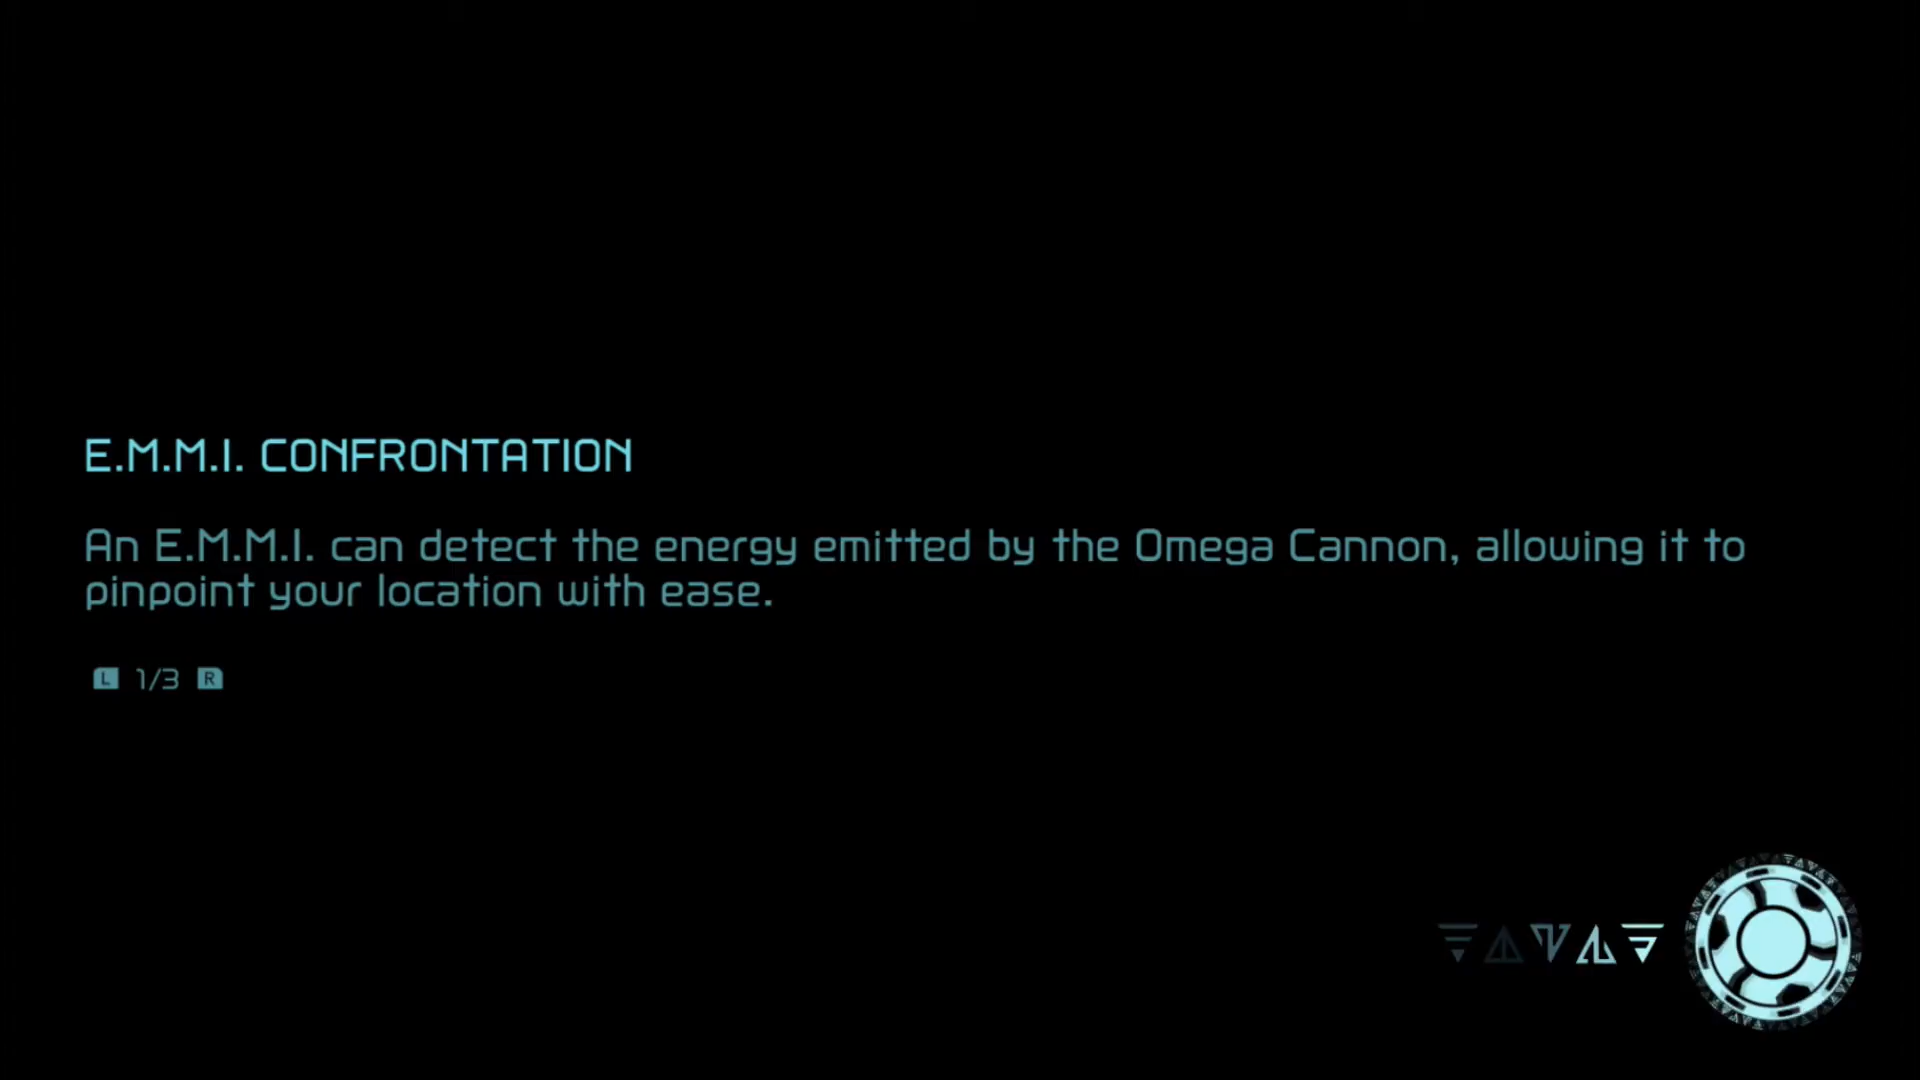 E.M.M.I. CONFRONTATION
An E.M.M.I. can detect the energy emitted by the Omega Cannon, allowing it to
pinpoint your location with ease.
L 1/3 R